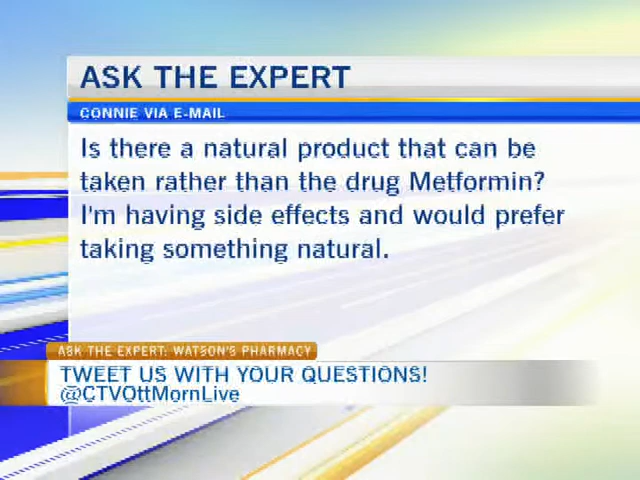 ASK THE EXPERT
CONNIE VIA E-MAIL
Is there a natural product that can be
taken rather than the drug Metformin?
I'm having side effects and would prefer
taking something natural.
ASK THE EXPERT: WATSON'S PHARMACY
TWEET US WITH YOUR QUESTIONS!
@CTVOttMornLive